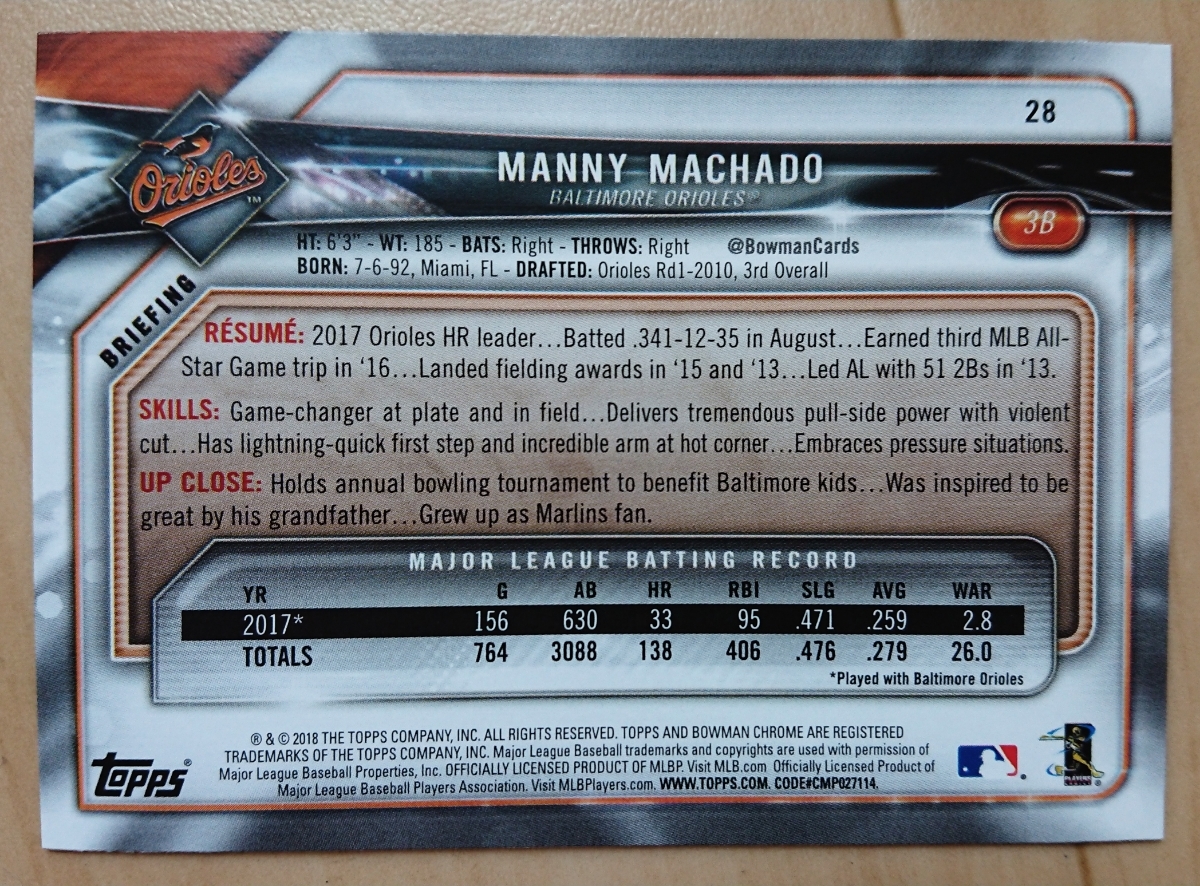 28
Orioles™
MANNY MACHADO
BALTIMORE ORIOLES®
3B
HT: 6'3" - WT: 185 - BATS: Right - THROWS: Right @BowmanCards
BORN: 7-6-92, Miami, FL - DRAFTED: Orioles Rd1-2010, 3rd Overall
BRIEFING
RÉSUMÉ: 2017 Orioles HR leader...Batted .341-12-35 in August...Earned third MLB All-
Star Game trip in ‘16...Landed fielding awards in ‘15 and ‘13...Led AL with 51 2Bs in ‘13.
SKILLS: Game-changer at plate and in field...Delivers tremendous pull-side power with violent
cut...Has lightning-quick first step and incredible arm at hot corner...Embraces pressure situations.
UP CLOSE: Holds annual bowling tournament to benefit Baltimore kids...Was inspired to be
great by his grandfather...Grew up as Marlins fan.
MAJOR LEAGUE BATTING RECORD
YR G AB HR RBI SLG AVG WAR
2017* 156 630 33 95 .471 .259 2.8
TOTALS 764 3088 138 406 .476 .279 26.0
*Played with Baltimore Orioles
® & © 2018 THE TOPPS COMPANY, INC. ALL RIGHTS RESERVED. TOPPS AND BOWMAN CHROME ARE REGISTERED
TRADEMARKS OF THE TOPPS COMPANY, INC. Major League Baseball trademarks and copyrights are used with permission of
Major League Baseball Properties, Inc. OFFICIALLY LICENSED PRODUCT OF MLBP. Visit MLB.com Officially Licensed Product of
Major League Baseball Players Association. Visit MLBPlayers.com. WWW.TOPPS.COM. CODE#CMP027114.
topps®
PLAYERS
CHOICE